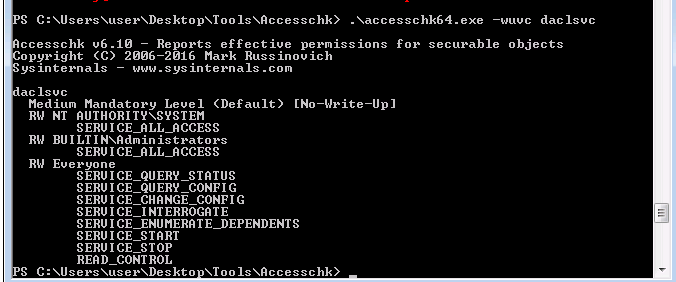 PS C:\Users\user\Desktop\Tools\Accesschk> .\accesschk64.exe -wuvc daclsvc
Accesschk v6.10 - Reports effective permissions for securable objects
Copyright (C) 2006-2016 Mark Russinovich
Sysinternals - www.sysinternals.com
daclsvc
Medium Mandatory Level (Default) [No-Write-Up]
RW NT AUTHORITY\SYSTEM
SERVICE_ALL_ACCESS
RW BUILTIN\Administrators
SERVICE_ALL_ACCESS
RW Everyone
SERVICE_QUERY_STATUS
SERVICE_QUERY_CONFIG
SERVICE_CHANGE_CONFIG
SERVICE_INTERROGATE
SERVICE_ENUMERATE_DEPENDENTS
SERVICE_START
SERVICE_STOP
READ_CONTROL
PS C:\Users\user\Desktop\Tools\Accesschk> _